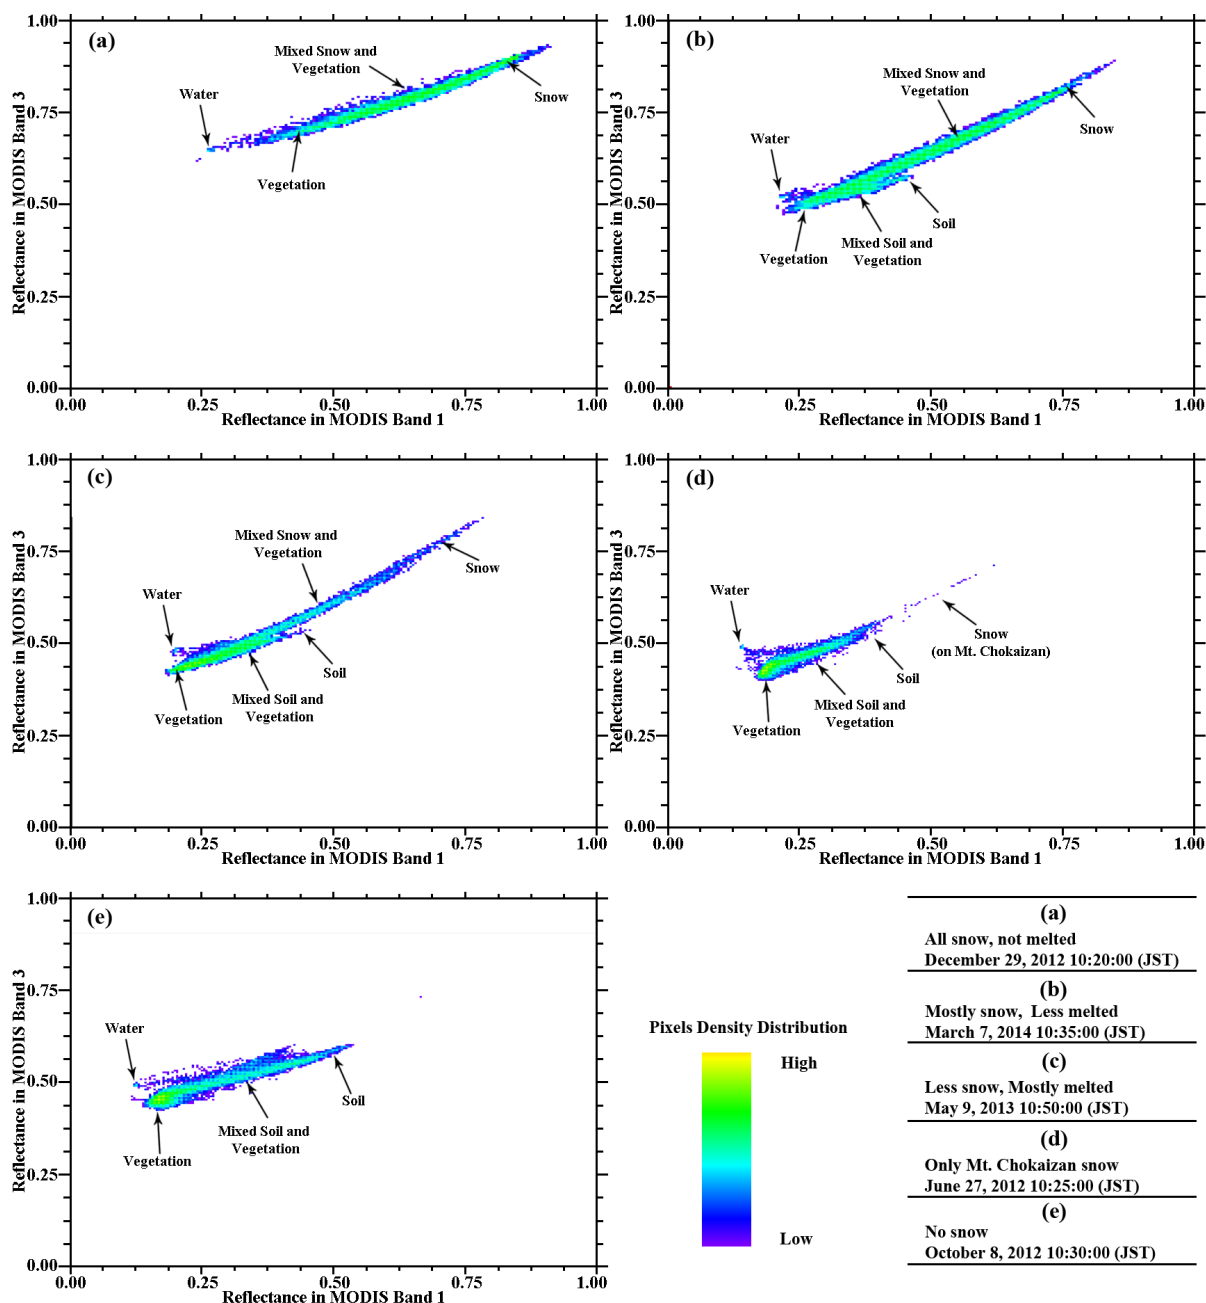 (a)
1.00
0.75
0.50
0.25
0.00
Reflectance in MODIS Band 3
Mixed Snow and
Vegetation
Water
Snow
Vegetation
0.00 0.25 0.50 0.75 1.00
Reflectance in MODIS Band 1
(b)
1.00
0.75
0.50
0.25
0.00
Reflectance in MODIS Band 3
Mixed Snow and
Vegetation
Snow
Water
Soil
Mixed Soil and
Vegetation
Vegetation
0.00 0.25 0.50 0.75 1.00
Reflectance in MODIS Band 1
(c)
1.00
0.75
0.50
0.25
0.00
Reflectance in MODIS Band 3
Mixed Snow and
Vegetation
Snow
Water
Soil
Mixed Soil and
Vegetation
Vegetation
0.00 0.25 0.50 0.75 1.00
Reflectance in MODIS Band 1
(d)
1.00
0.75
0.50
0.25
0.00
Reflectance in MODIS Band 3
Water
Snow
(on Mt. Chokaizan)
Soil
Mixed Soil and
Vegetation
Vegetation
0.00 0.25 0.50 0.75 1.00
Reflectance in MODIS Band 1
(e)
1.00
0.75
0.50
0.25
0.00
Reflectance in MODIS Band 3
Water
Soil
Mixed Soil and
Vegetation
Vegetation
0.00 0.25 0.50 0.75 1.00
Reflectance in MODIS Band 1
Pixels Density Distribution
High
Low
(a)
All snow, not melted
December 29, 2012 10:20:00 (JST)
(b)
Mostly snow, Less melted
March 7, 2014 10:35:00 (JST)
(c)
Less snow, Mostly melted
May 9, 2013 10:50:00 (JST)
(d)
Only Mt. Chokaizan snow
June 27, 2012 10:25:00 (JST)
(e)
No snow
October 8, 2012 10:30:00 (JST)